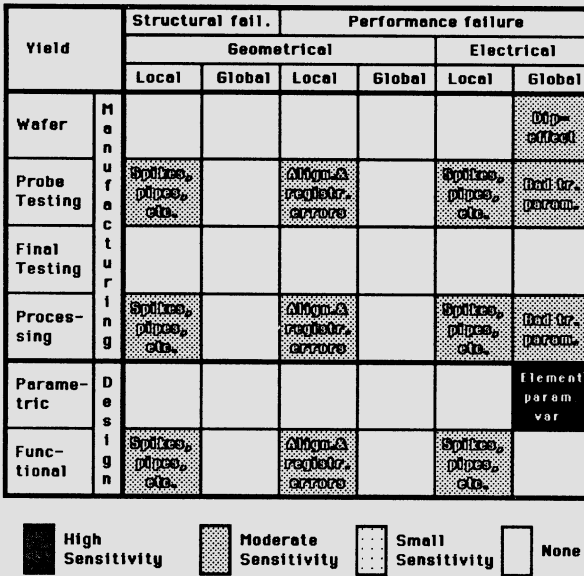 Structural fail. Performance failure
Yield Geometrical Electrical
Local Global Local Global Local Global
Manufacturing
Wafer Dip-
effect
Probe
Testing
Spikes,
pipes,
etc.
Align.&
registr.
errors
Spikes,
pipes,
etc.
Bad tr.
param.
Final
Testing
Proces-
sing
Spikes,
pipes,
etc.
Align.&
registr.
errors
Spikes,
pipes,
etc.
Bad tr.
param.
Design
Parame-
tric
Element
param
var
Func-
tional
Spikes,
pipes,
etc.
Align.&
registr.
errors
Spikes,
pipes,
etc.
High
Sensitivity
Moderate
Sensitivity
Small
Sensitivity
None